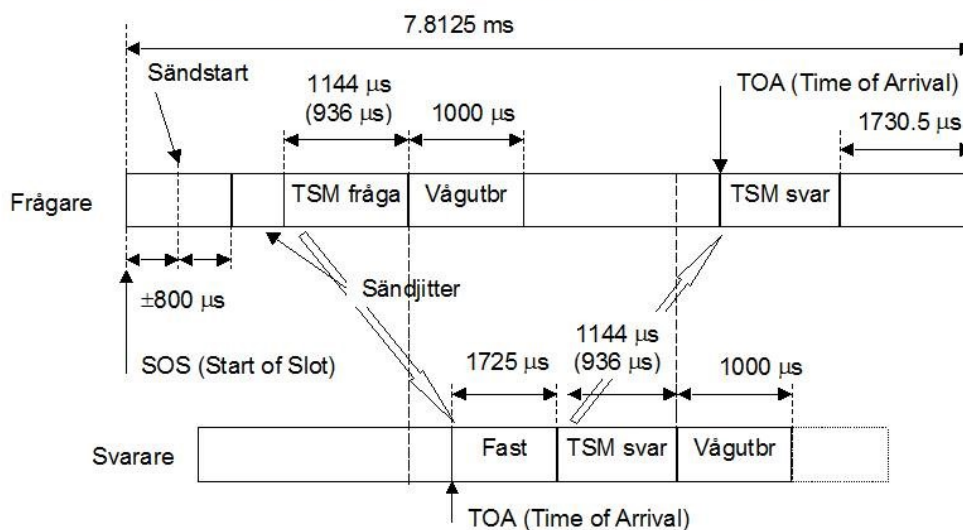 7.8125 ms
Sändstart
1144 µs
(936 µs)
1000 µs
TOA (Time of Arrival)
1730.5 µs
Frågare
TSM fråga
Vågutbr
TSM svar
±800 µs
Sändjitter
SOS (Start of Slot)
1725 µs
1144 µs
(936 µs)
1000 µs
Svarare
Fast
TSM svar
Vågutbr
TOA (Time of Arrival)